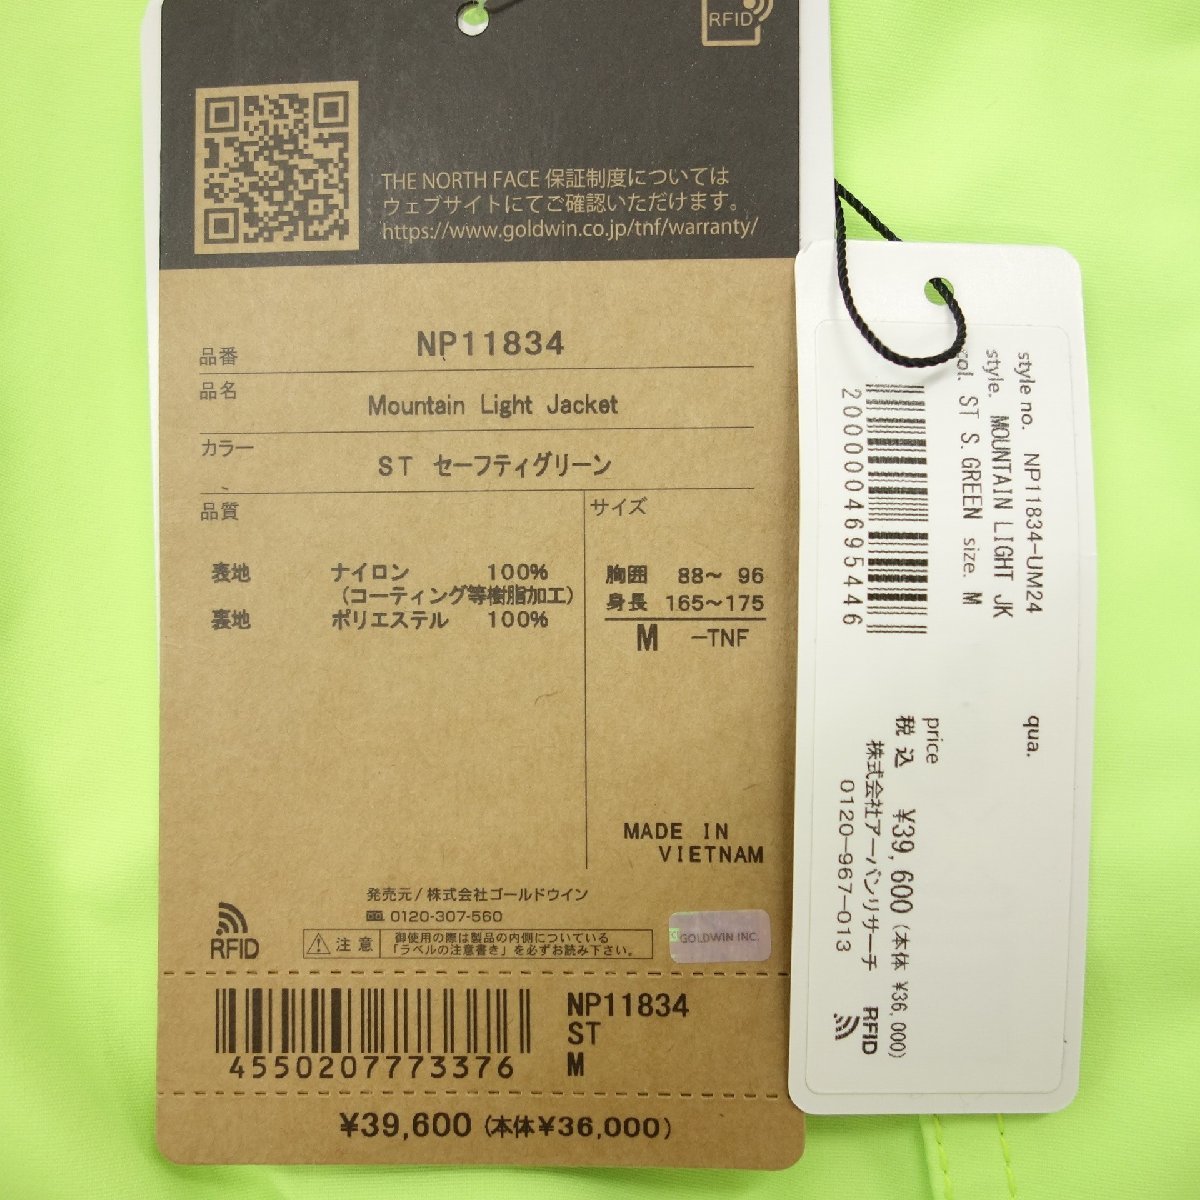 RFID
THE NORTH FACE 保証制度については
ウェブサイトにてご確認いただけます。
https://www.goldwin.co.jp/tnf/warranty/
品番 NP11834
品名 Mountain Light Jacket
カラー ST セーフティグリーン
品質
表地 ナイロン 100%
(コーティング等樹脂加工)
裏地 ポリエステル 100%
サイズ
胸囲 88～ 96
身長 165～175
M -TNF
MADE IN
VIETNAM
発売元/株式会社ゴールドウイン
0120-307-560
RFID
注意
御使用の際は製品の内側についている
「ラベルの注意書き」を必ずお読み下さい。
GOLDWIN INC.
4550207773376
NP11834
ST
M
¥39,600 (本体¥36,000)
style no. NP11834-UM24
qua.
style. MOUNTAIN LIGHT JK
col. ST S.GREEN size. M
2000004695446
price
税込 ¥39,600 (本体 ¥36,000)
株式会社アーバンリサーチ
0120-967-013
RFID